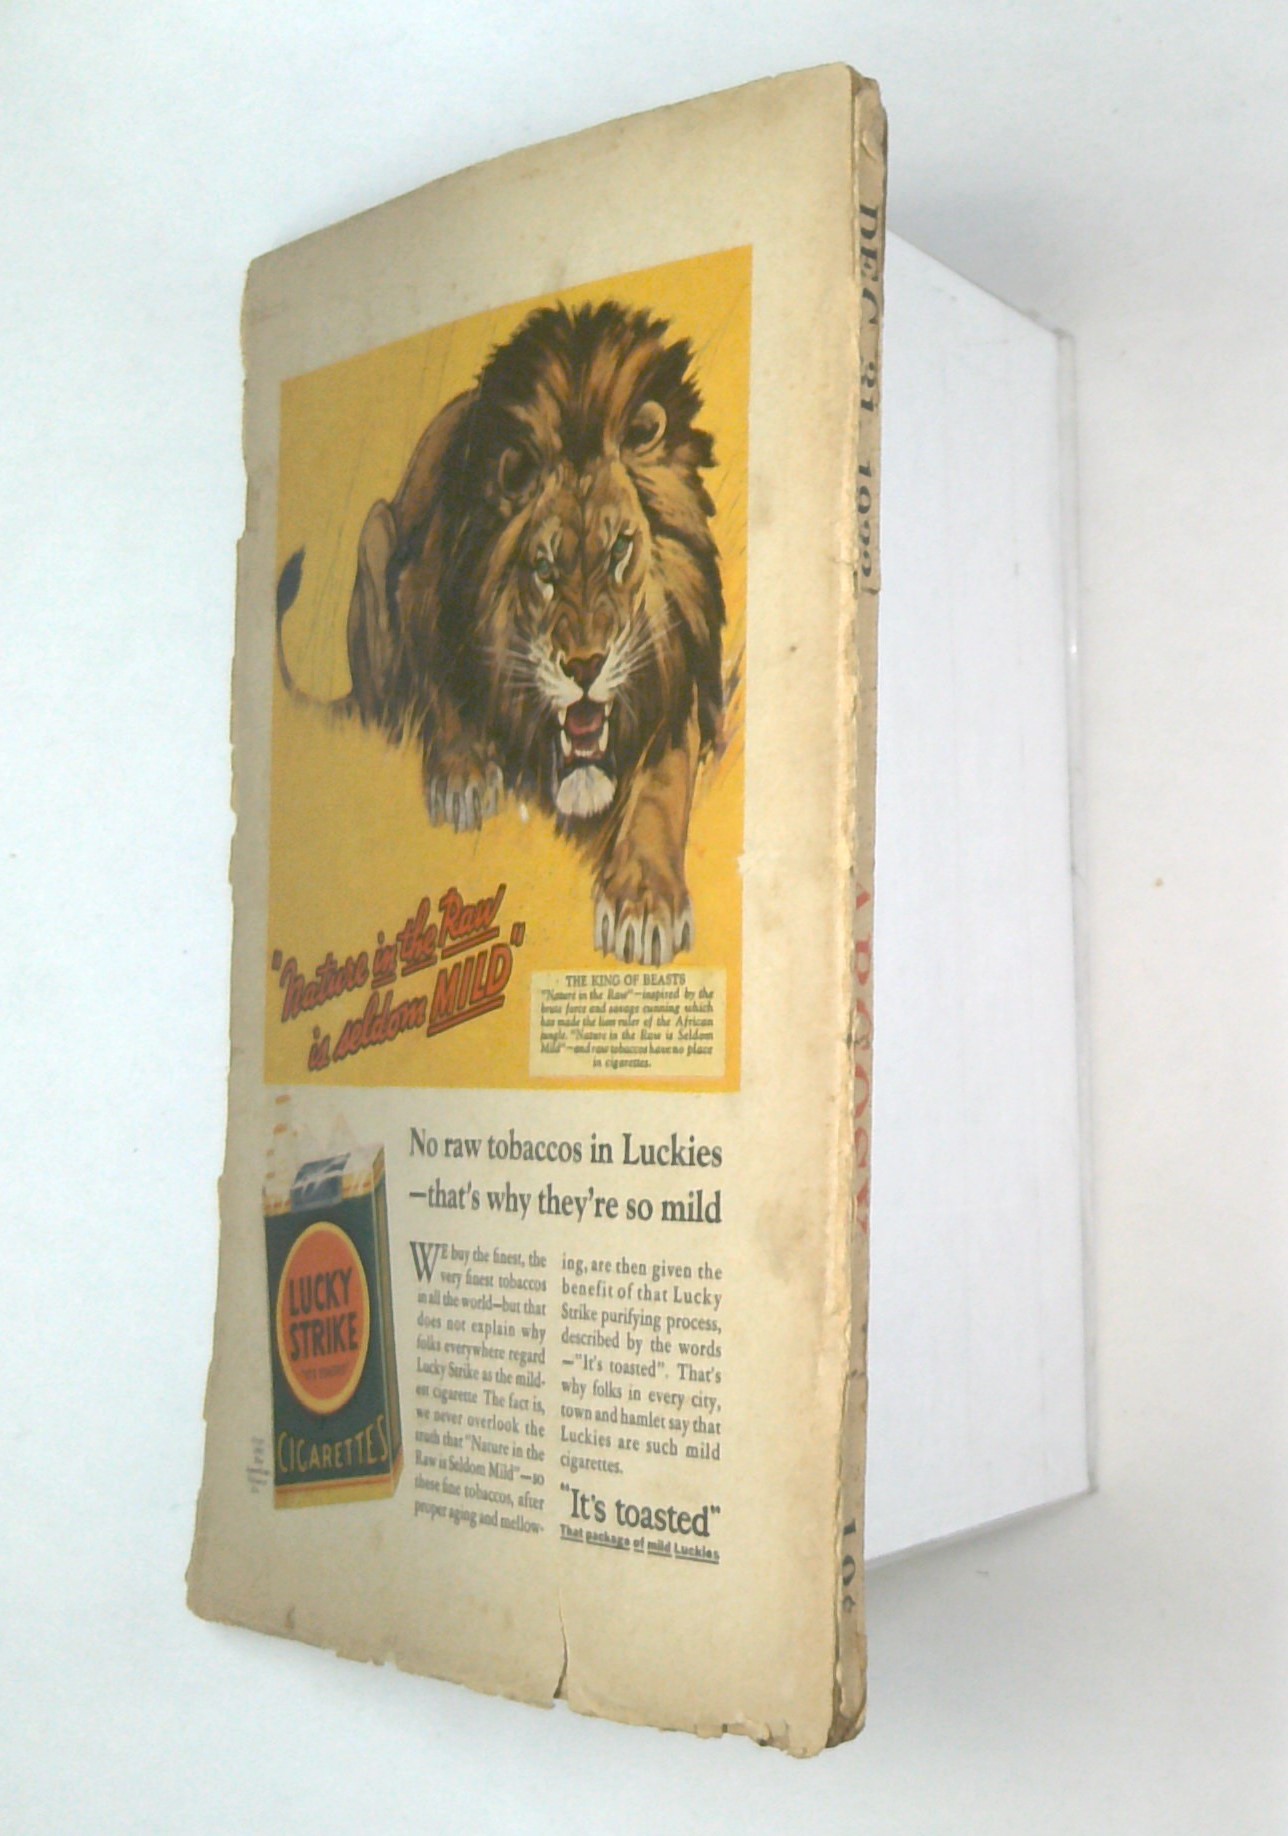 "Nature in the Raw
is seldom MILD"
THE KING OF BEASTS
"Nature in the Raw"—inspired by the
brute force and savage cunning which
has made the lion ruler of the African
jungle. "Nature in the Raw is Seldom
Mild"—and raw tobaccos have no place
in cigarettes.
No raw tobaccos in Luckies
—that's why they're so mild
WE buy the finest, the
very finest tobaccos
in all the world—but that
does not explain why
folks everywhere regard
Lucky Strike as the mild-
est cigarette. The fact is,
we never overlook the
truth that "Nature in the
Raw is Seldom Mild"—so
these fine tobaccos, after
proper aging and mellow-
ing, are then given the
benefit of that Lucky
Strike purifying process,
described by the words
—"It's toasted". That's
why folks in every city,
town and hamlet say that
Luckies are such mild
cigarettes.
"It's toasted"
That package of mild Luckies
LUCKY
STRIKE
"IT'S TOASTED"
CIGARETTES
DEC. 31
ARGOSY
10¢